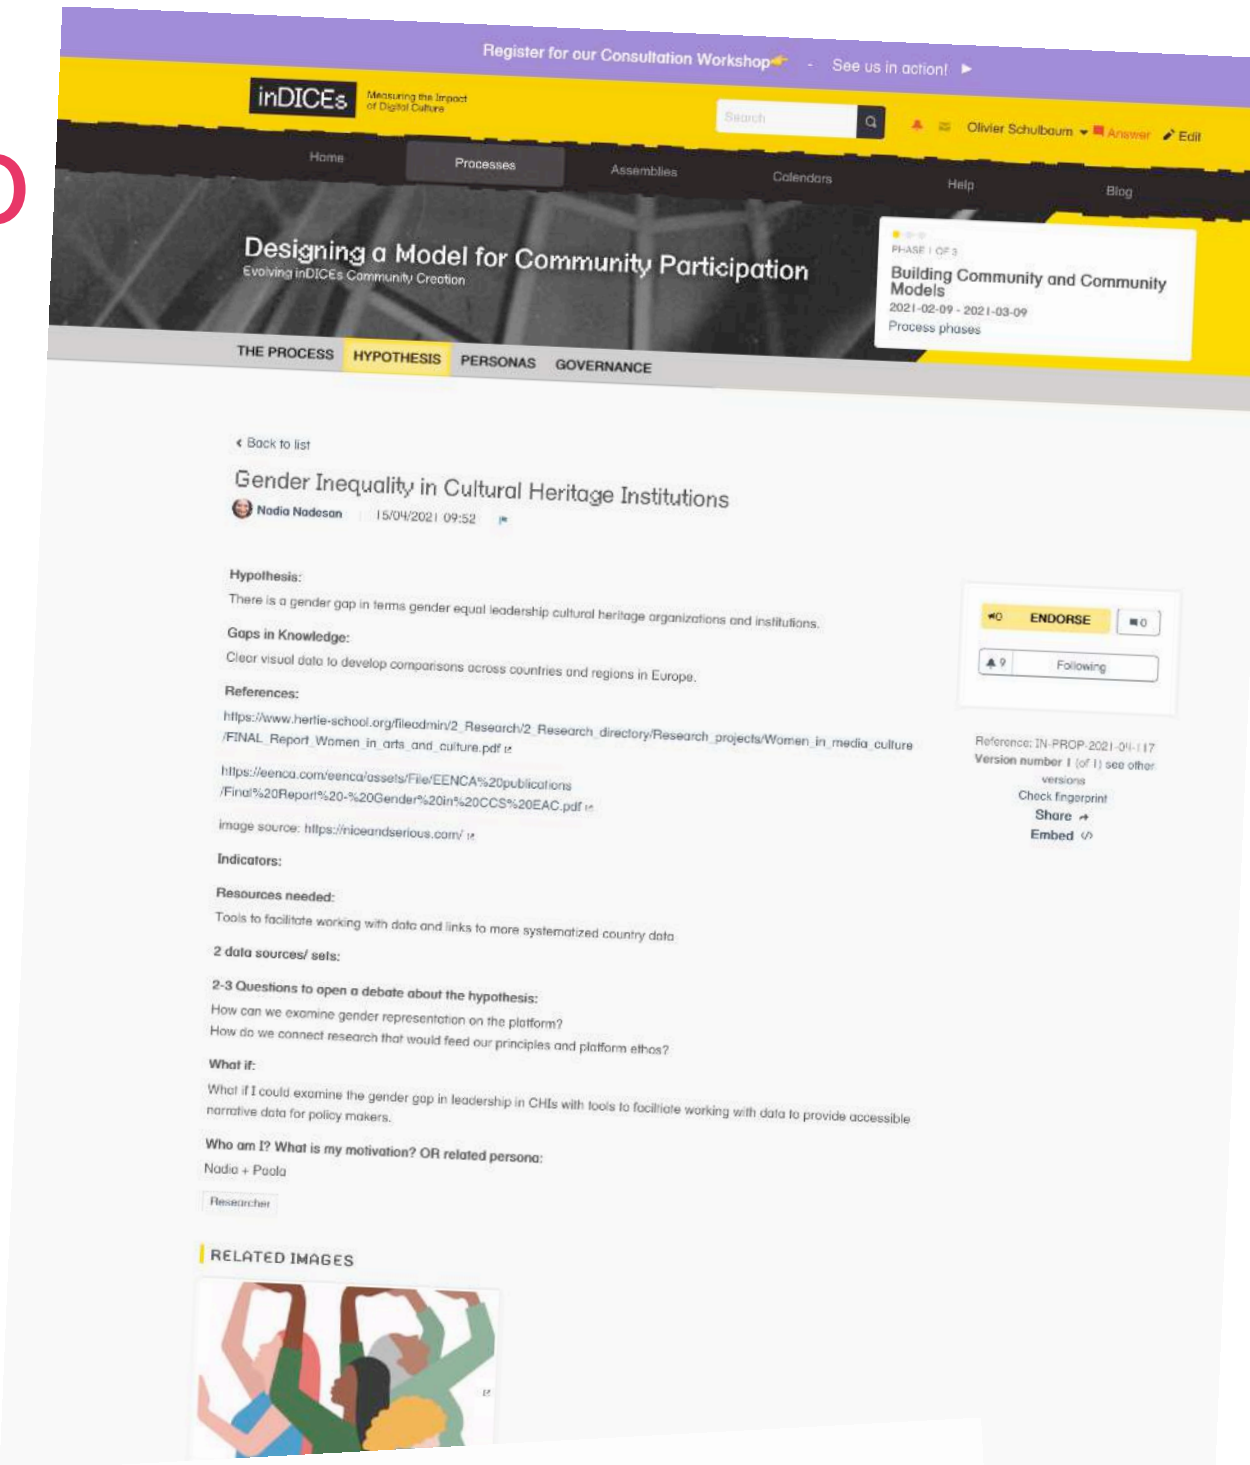 Register for our Consultation Workshop👉 - See us in action! ►
inDICEs
Measuring the Impact
of Digital Culture
Search
Olivier Schulbaum
Answer
Edit
Home
Processes
Assemblies
Calendars
Help
Blog
Designing a Model for Community Participation
Evolving inDICEs Community Creation
PHASE 1 OF 3
Building Community and Community
Models
2021-02-09 - 2021-03-09
Process phases
THE PROCESS
HYPOTHESIS
PERSONAS
GOVERNANCE
Back to list
Gender Inequality in Cultural Heritage Institutions
Nadia Nadesan
15/04/2021 09:52
Hypothesis:
There is a gender gap in terms gender equal leadership cultural heritage organizations and institutions.
Gaps in Knowledge:
Clear visual data to develop comparisons across countries and regions in Europe.
References:
https://www.hertie-school.org/fileadmin/2_Research/2_Research_directory/Research_projects/Women_in_media_culture
/FINAL_Report_Women_in_arts_and_culture.pdf
https://eenca.com/eenca/assets/File/EENCA%20publications
/Final%20Report%20-%20Gender%20in%20CCS%20EAC.pdf
image source: https://niceandserious.com/
Indicators:
Resources needed:
Tools to facilitate working with data and links to more systematized country data
2 data sources/ sets:
2-3 Questions to open a debate about the hypothesis:
How can we examine gender representation on the platform?
How do we connect research that would feed our principles and platform ethos?
What if:
What if I could examine the gender gap in leadership in CHIs with tools to faciltiate working with data to provide accessible
narrative data for policy makers.
Who am I? What is my motivation? OR related persona:
Nadia + Paola
Researcher
RELATED IMAGES
0
ENDORSE
0
9
Following
Reference: IN-PROP-2021-04-117
Version number 1 (of 1) see other
versions
Check fingerprint
Share
Embed